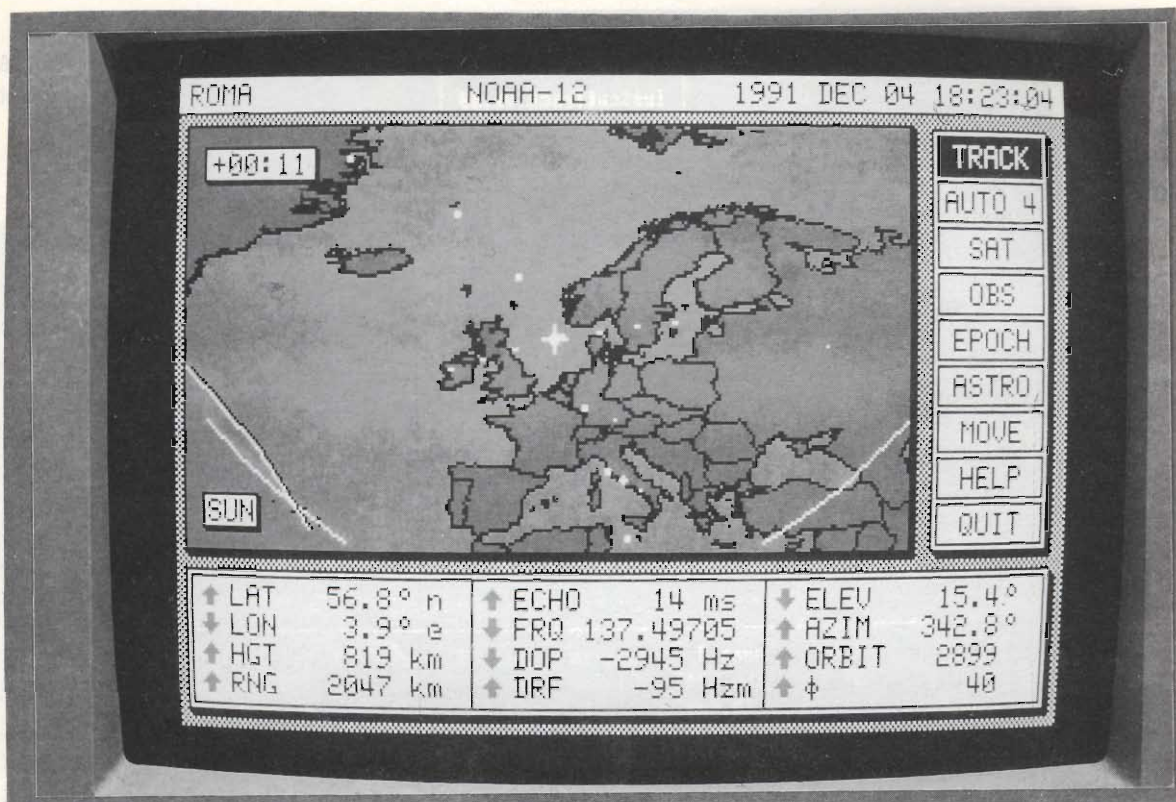 ROMA NOAA-12 1991 DEC 04 18:23:04
+00:11
SUN
TRACK
AUTO 4
SAT
OBS
EPOCH
ASTRO
MOVE
HELP
QUIT
↑ LAT 56.8° n
↓ LON 3.9° e
↑ HGT 819 km
↑ RNG 2047 km
↑ ECHO 14 ms
↓ FRQ 137.49705
↓ DOP -2945 Hz
↑ DRF -95 Hzm
↓ ELEV 15.4°
↑ AZIM 342.8°
↑ ORBIT 2899
↑ ϕ 40